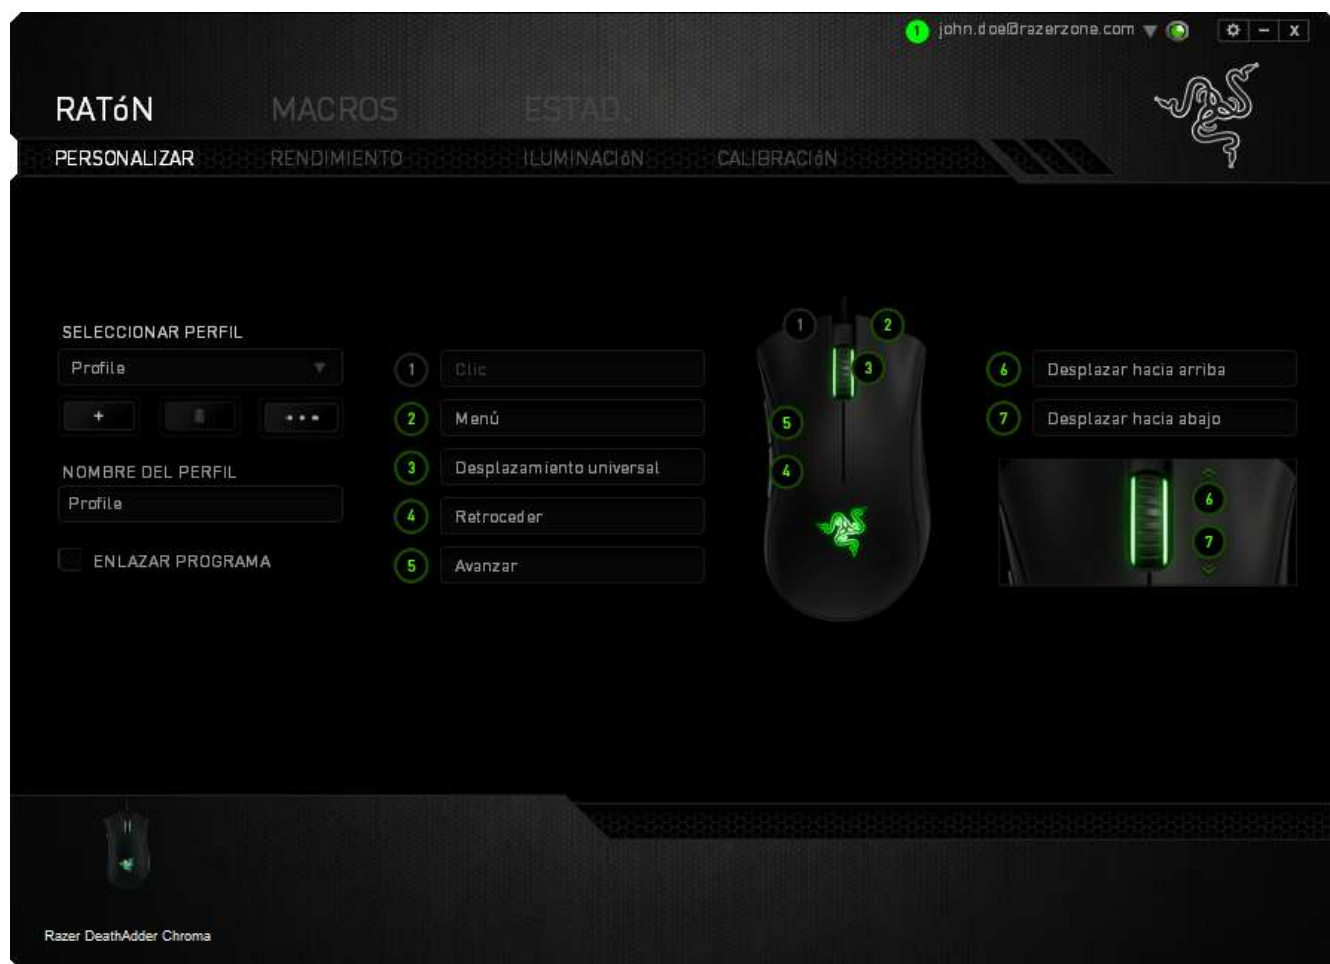 1 john.doe@razerzone.com
RATóN MACROS ESTAD.
PERSONALIZAR RENDIMIENTO ILUMINACIóN CALIBRACIóN
SELECCIONAR PERFIL
Profile
+ ...
NOMBRE DEL PERFIL
Profile
ENLAZAR PROGRAMA
1 Clic
2 Menú
3 Desplazamiento universal
4 Retroceder
5 Avanzar
1 2
3
5
4
6 Desplazar hacia arriba
7 Desplazar hacia abajo
6
7
Razer DeathAdder Chroma